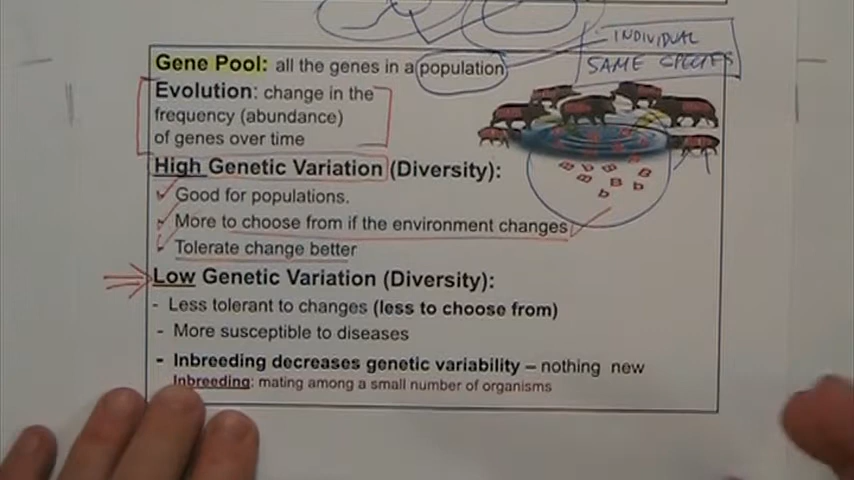 - INDIVIDUAL
SAME SPECIES
Gene Pool: all the genes in a population
Evolution: change in the
frequency (abundance)
of genes over time
High Genetic Variation (Diversity):
Good for populations.
More to choose from if the environment changes
Tolerate change better
Low Genetic Variation (Diversity):
- Less tolerant to changes (less to choose from)
- More susceptible to diseases
- Inbreeding decreases genetic variability – nothing new
Inbreeding: mating among a small number of organisms